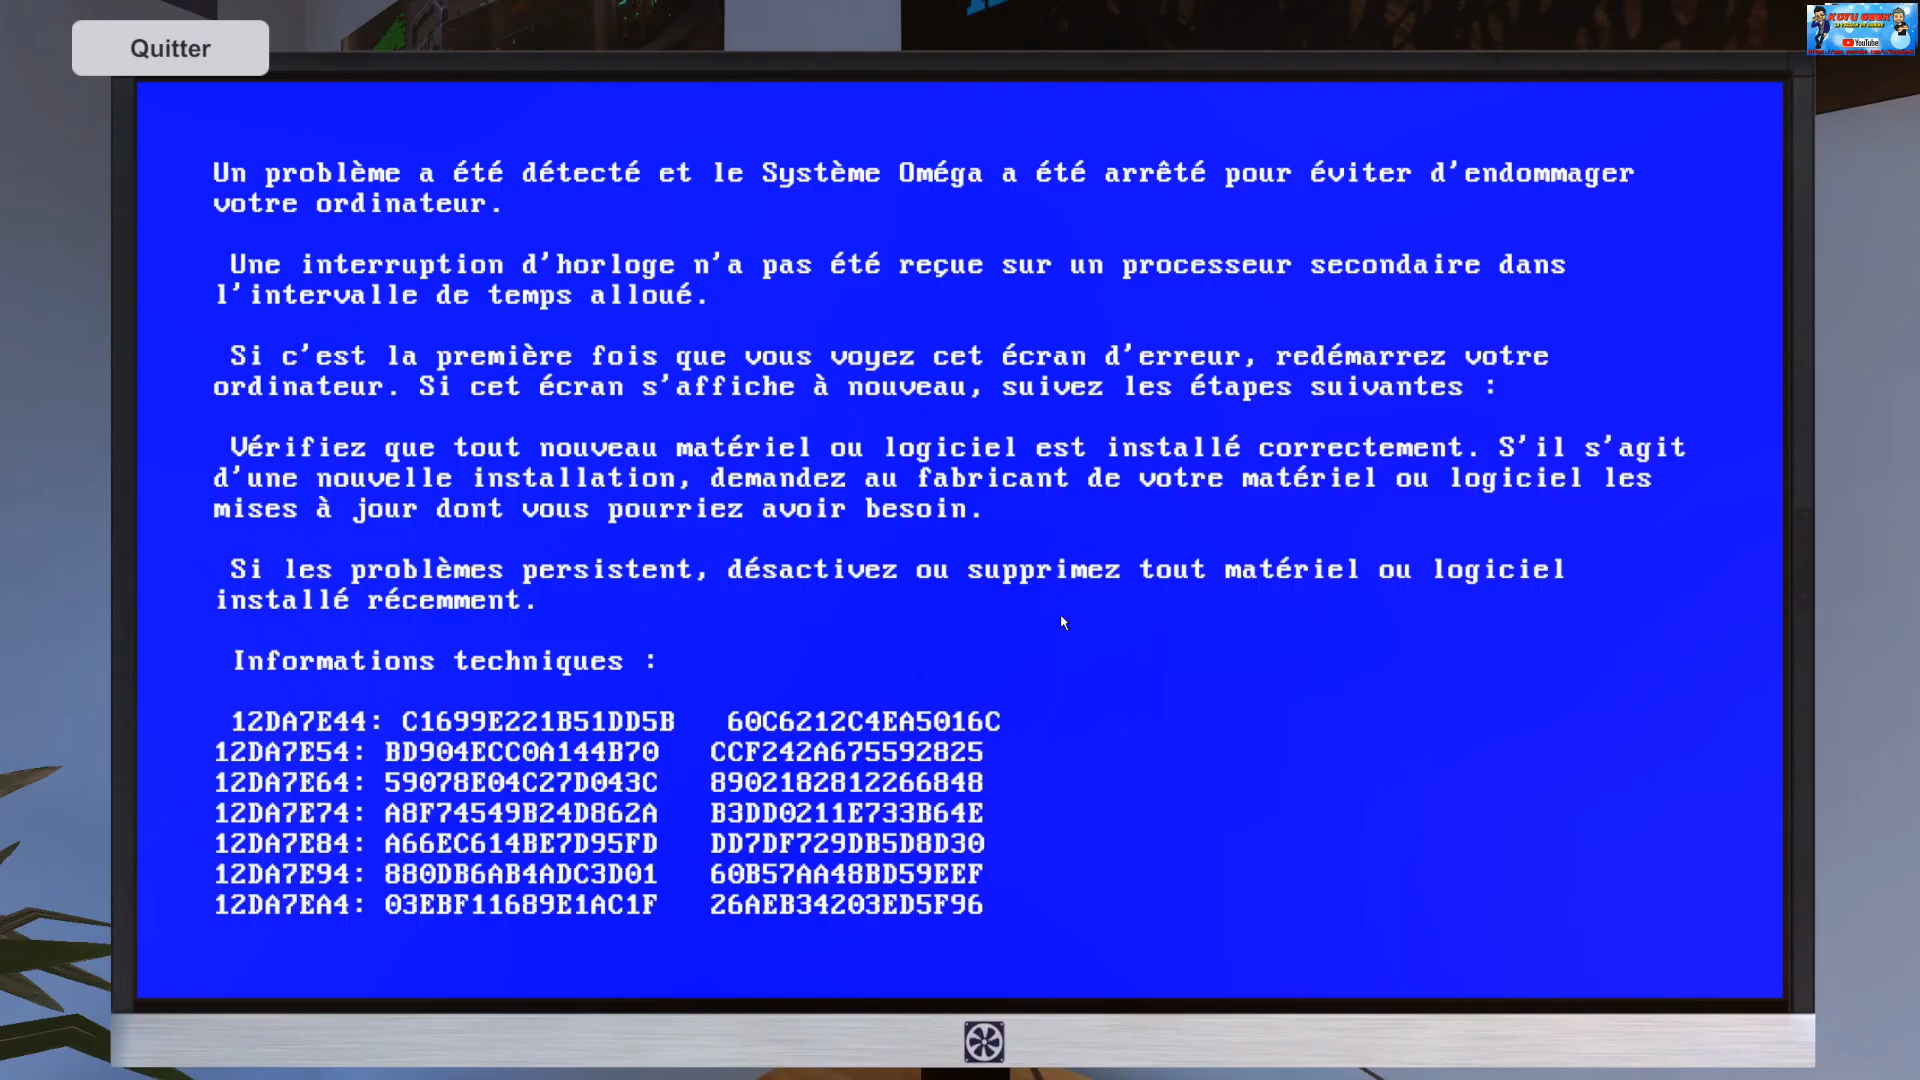 Quitter
KOTU GEEK
YouTube
Un problème a été détecté et le Système Oméga a été arrêté pour éviter d'endommager
votre ordinateur.
Une interruption d'horloge n'a pas été reçue sur un processeur secondaire dans
l'intervalle de temps alloué.
Si c'est la première fois que vous voyez cet écran d'erreur, redémarrez votre
ordinateur. Si cet écran s'affiche à nouveau, suivez les étapes suivantes :
Vérifiez que tout nouveau matériel ou logiciel est installé correctement. S'il s'agit
d'une nouvelle installation, demandez au fabricant de votre matériel ou logiciel les
mises à jour dont vous pourriez avoir besoin.
Si les problèmes persistent, désactivez ou supprimez tout matériel ou logiciel
installé récemment.
Informations techniques :
12DA7E44: C1699E221B51DD5B 60C6212C4EA5016C
12DA7E54: BD904ECC0A144B70 CCF242A675592825
12DA7E64: 59078E04C27D043C 8902182812266848
12DA7E74: A8F74549B24D862A B3DD0211E733B64E
12DA7E84: A66EC614BE7D95FD DD7DF729DB5D8D30
12DA7E94: 880DB6AB4ADC3D01 60B57AA48BD59EEF
12DA7EA4: 03EBF11689E1AC1F 26AEB34203ED5F96